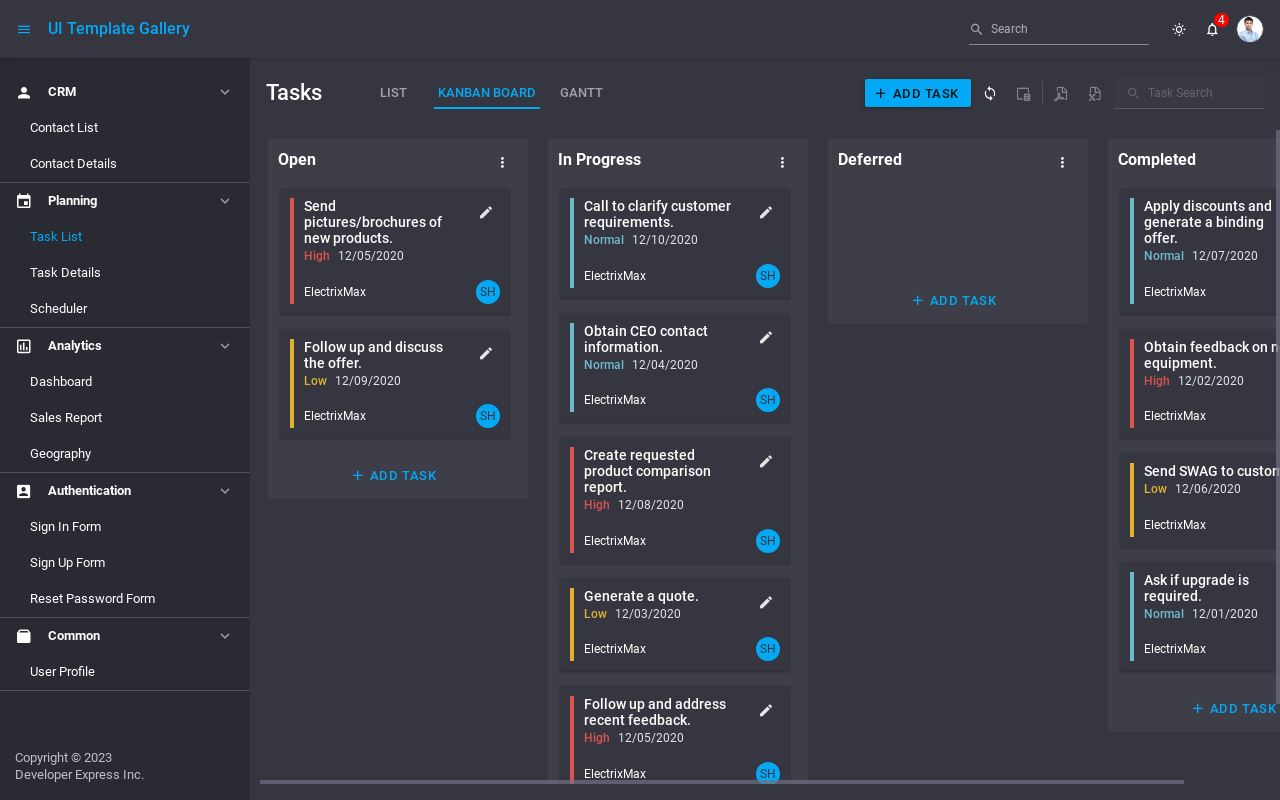 UI Template Gallery
Search
4
CRM
Contact List
Contact Details
Planning
Task List
Task Details
Scheduler
Analytics
Dashboard
Sales Report
Geography
Authentication
Sign In Form
Sign Up Form
Reset Password Form
Common
User Profile
Copyright © 2023
Developer Express Inc.
Tasks
LIST
KANBAN BOARD
GANTT
ADD TASK
Task Search
Open
Send
pictures/brochures of
new products.
High 12/05/2020
ElectrixMax
SH
Follow up and discuss
the offer.
Low 12/09/2020
ElectrixMax
SH
ADD TASK
In Progress
Call to clarify customer
requirements.
Normal 12/10/2020
ElectrixMax
SH
Obtain CEO contact
information.
Normal 12/04/2020
ElectrixMax
SH
Create requested
product comparison
report.
High 12/08/2020
ElectrixMax
SH
Generate a quote.
Low 12/03/2020
ElectrixMax
SH
Follow up and address
recent feedback.
High 12/05/2020
ElectrixMax
SH
Deferred
ADD TASK
Completed
Apply discounts and
generate a binding
offer.
Normal 12/07/2020
ElectrixMax
Obtain feedback on
equipment.
High 12/02/2020
ElectrixMax
Send SWAG to
Low 12/06/2020
ElectrixMax
Ask if upgrade is
required.
Normal 12/01/2020
ElectrixMax
ADD TASK